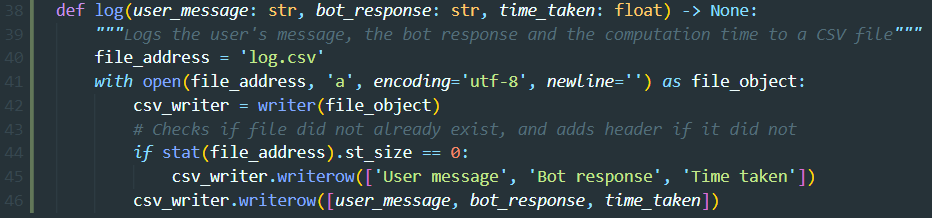 38 def log(user_message: str, bot_response: str, time_taken: float) -> None:
39     """Logs the user's message, the bot response and the computation time to a CSV file"""
40     file_address = 'log.csv'
41     with open(file_address, 'a', encoding='utf-8', newline='') as file_object:
42         csv_writer = writer(file_object)
43         # Checks if file did not already exist, and adds header if it did not
44         if stat(file_address).st_size == 0:
45             csv_writer.writerow(['User message', 'Bot response', 'Time taken'])
46         csv_writer.writerow([user_message, bot_response, time_taken])